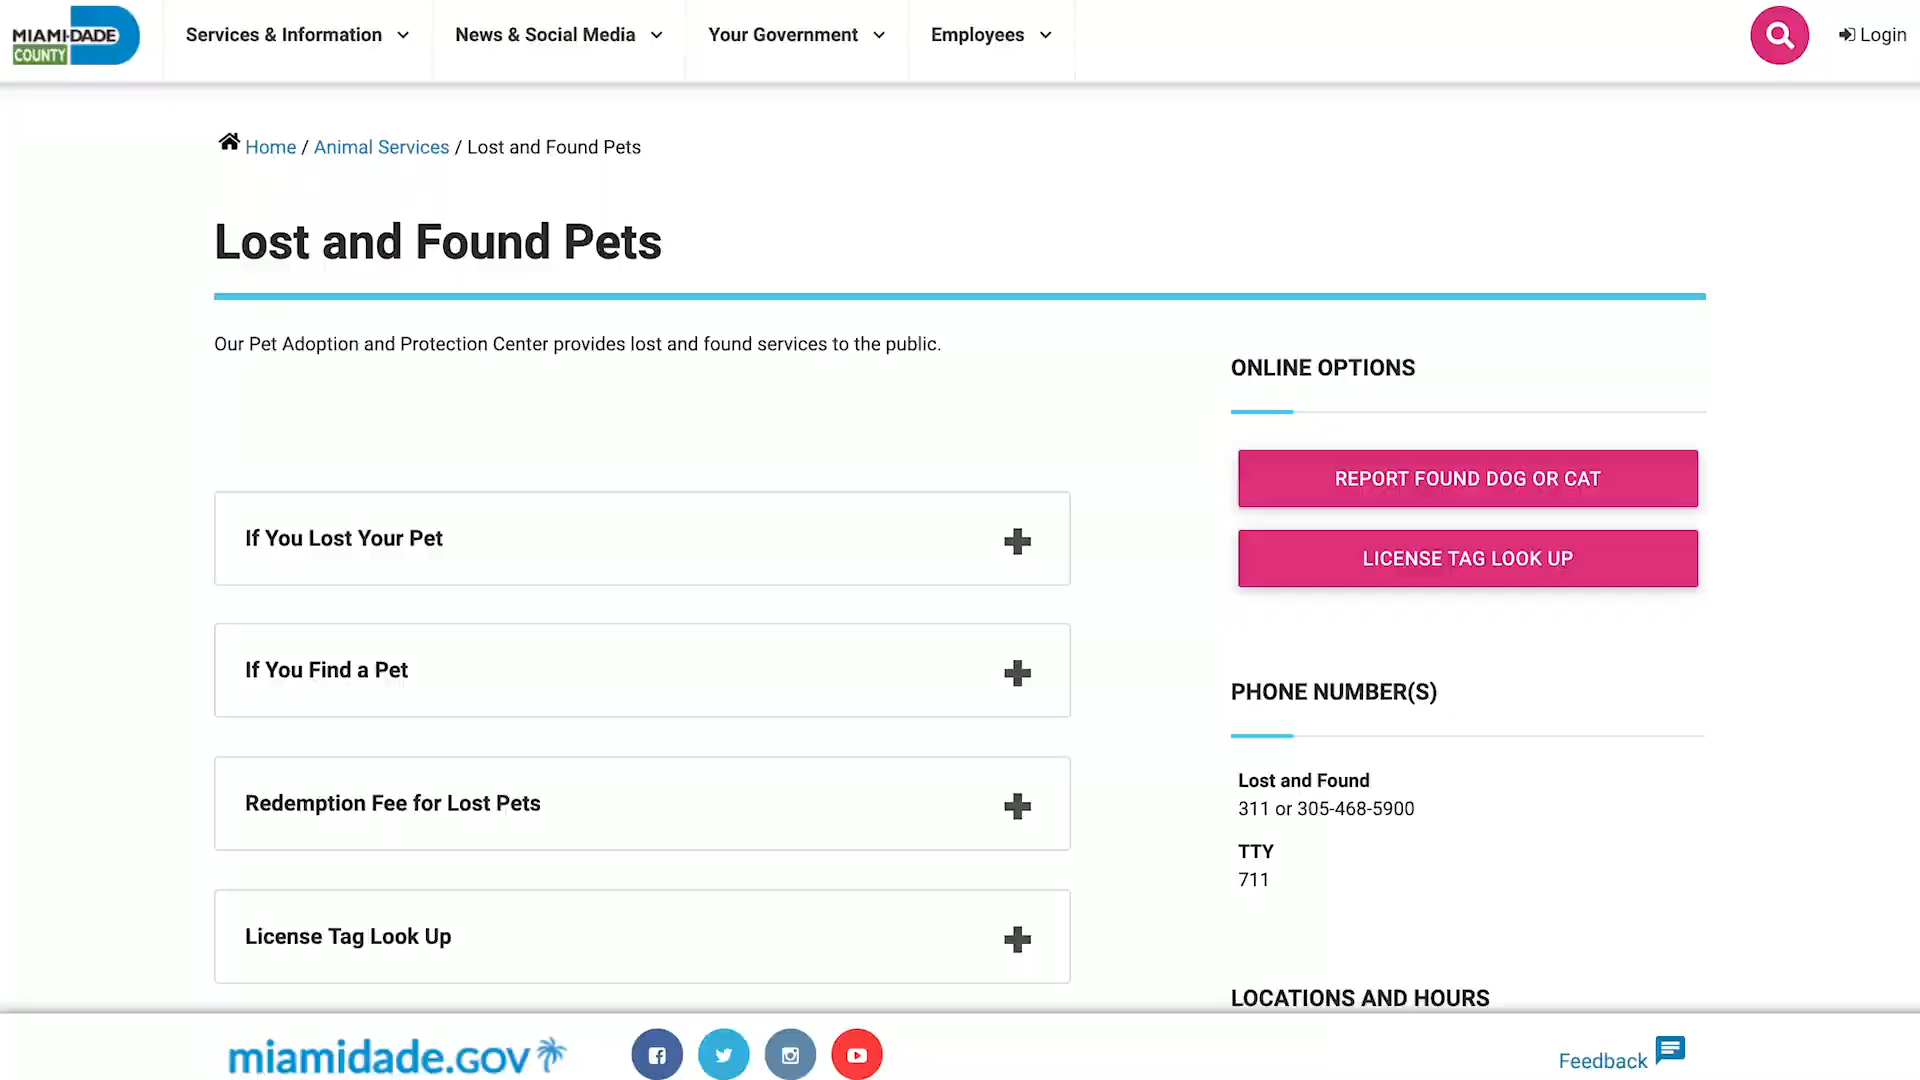 MIAMI-DADE
COUNTY
Services & Information
News & Social Media
Your Government
Employees
Login
Home / Animal Services / Lost and Found Pets
Lost and Found Pets
Our Pet Adoption and Protection Center provides lost and found services to the public.
If You Lost Your Pet
If You Find a Pet
Redemption Fee for Lost Pets
License Tag Look Up
ONLINE OPTIONS
REPORT FOUND DOG OR CAT
LICENSE TAG LOOK UP
PHONE NUMBER(S)
Lost and Found
311 or 305-468-5900
TTY
711
LOCATIONS AND HOURS
miamidade.gov
Feedback